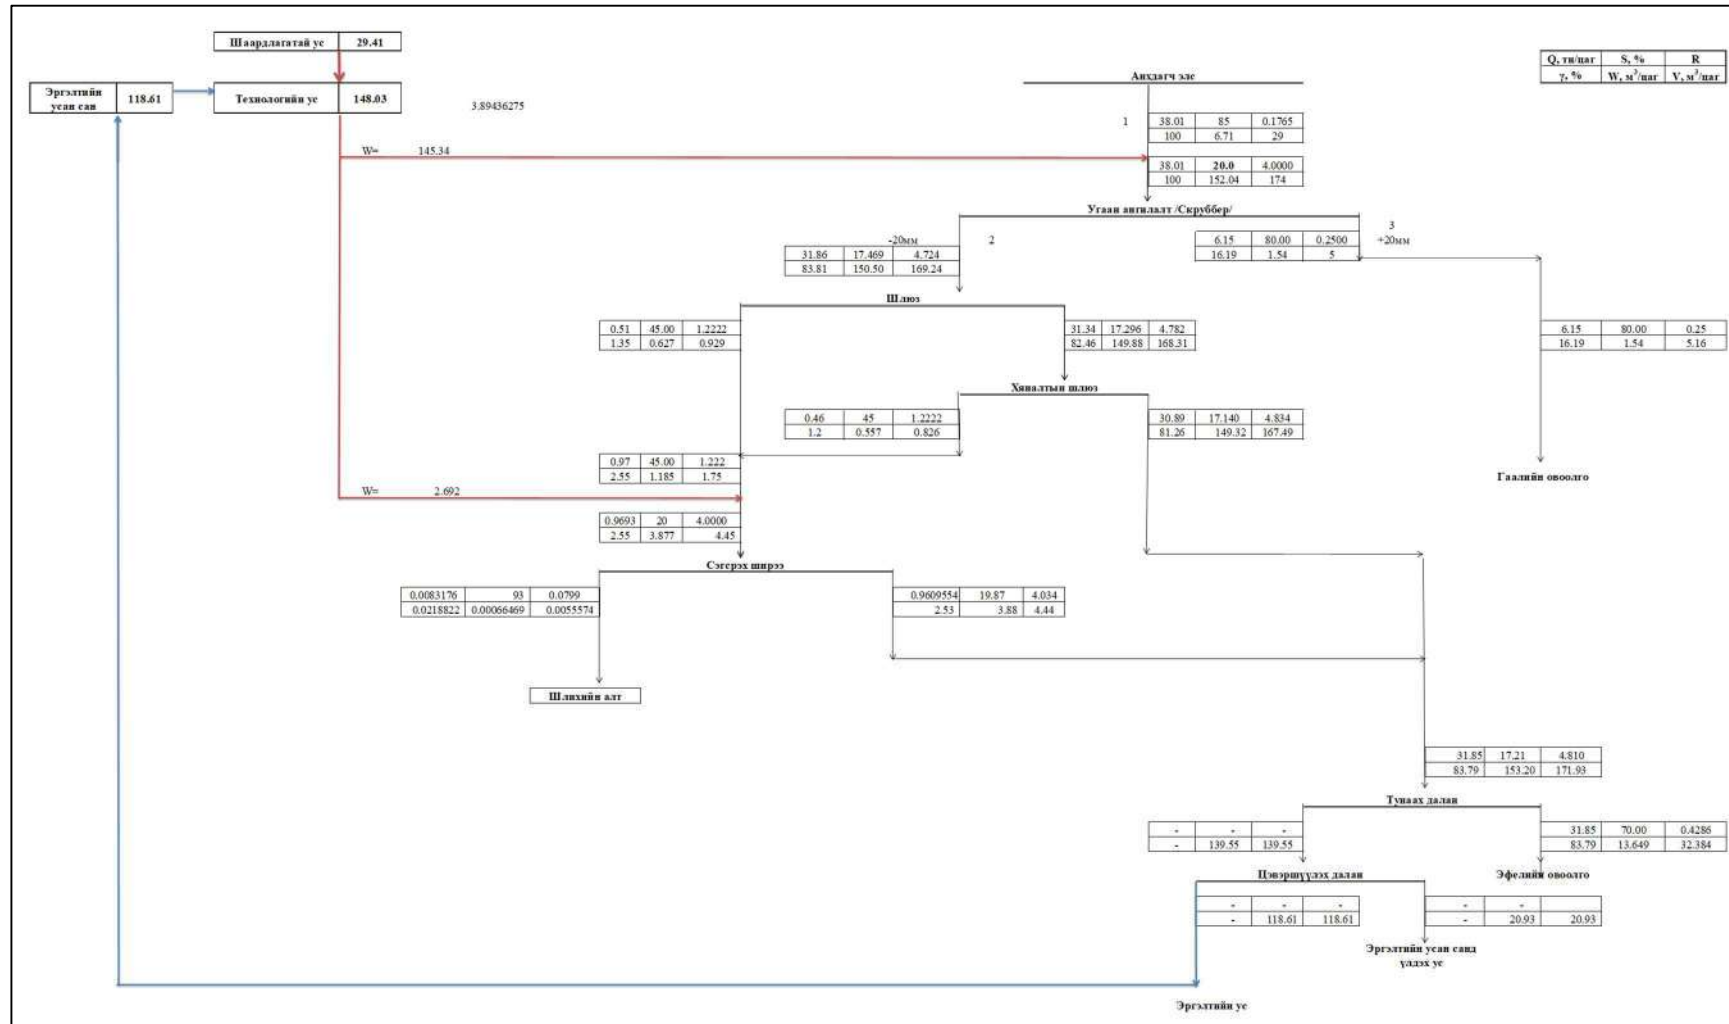 Шаардлагатай ус 29.41
Q, тн/цаг S, % R
γ, % W, м³/цаг V, м³/цаг
Эргэлтийн усан сан 118.61
Технологийн ус 148.03
Анхдагч элс
3.89436275
1
38.01 85 0.1765
100 6.71 29
W= 145.34
38.01 20.0 4.0000
100 152.04 174
Угаан ангилалт /Скруббер/
-20мм 2
31.86 17.469 4.724
83.81 150.50 169.24
3
+20мм
6.15 80.00 0.2500
16.19 1.54 5
Шлюз
0.51 45.00 1.2222
1.35 0.627 0.929
31.34 17.296 4.782
82.46 149.88 168.31
6.15 80.00 0.25
16.19 1.54 5.16
Хяналтын шлюз
0.46 45 1.2222
1.2 0.557 0.826
30.89 17.140 4.834
81.26 149.32 167.49
0.97 45.00 1.222
2.55 1.185 1.75
Гаалийн овоолго
W= 2.692
0.9693 20 4.0000
2.55 3.877 4.45
Сэгсрэх ширээ
0.0083176 93 0.0799
0.0218822 0.00066469 0.0055574
0.9609554 19.87 4.034
2.53 3.88 4.44
Шлихийн алт
31.85 17.21 4.810
83.79 153.20 171.93
Тунаах далан
- - -
- 139.55 139.55
31.85 70.00 0.4286
83.79 13.649 32.384
Цэвэршүүлэх далан
Эфелийн овоолго
- - -
- 118.61 118.61
- -
- 20.93 20.93
Эргэлтийн усан санд
үлдэх ус
Эргэлтийн ус